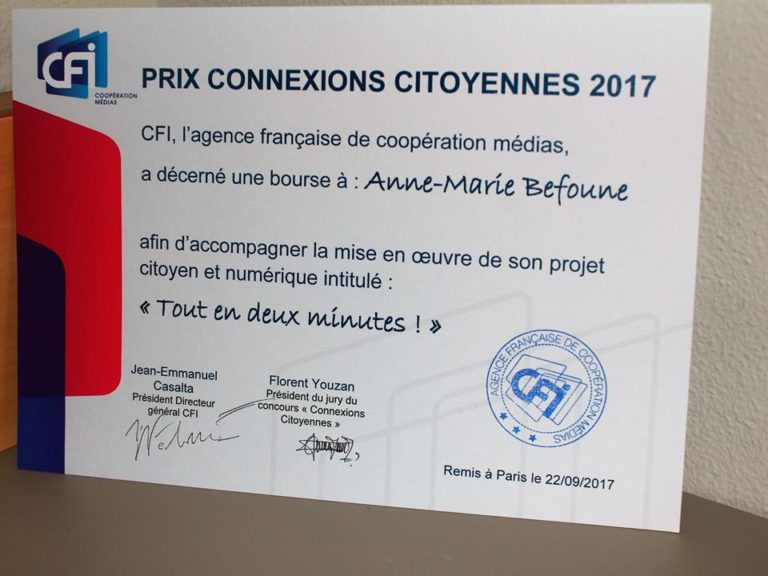 CFi
COOPÉRATION
MÉDIAS
PRIX CONNEXIONS CITOYENNES 2017
CFI, l'agence française de coopération médias,
a décerné une bourse à : Anne-Marie Befoune
afin d'accompagner la mise en œuvre de son projet
citoyen et numérique intitulé :
« Tout en deux minutes ! »
Jean-Emmanuel
Casalta
Président Directeur
général CFI
Florent Youzan
Président du jury du
concours « Connexions
Citoyennes »
AGENCE FRANÇAISE DE COOPÉRATION MÉDIAS
CFi
Remis à Paris le 22/09/2017